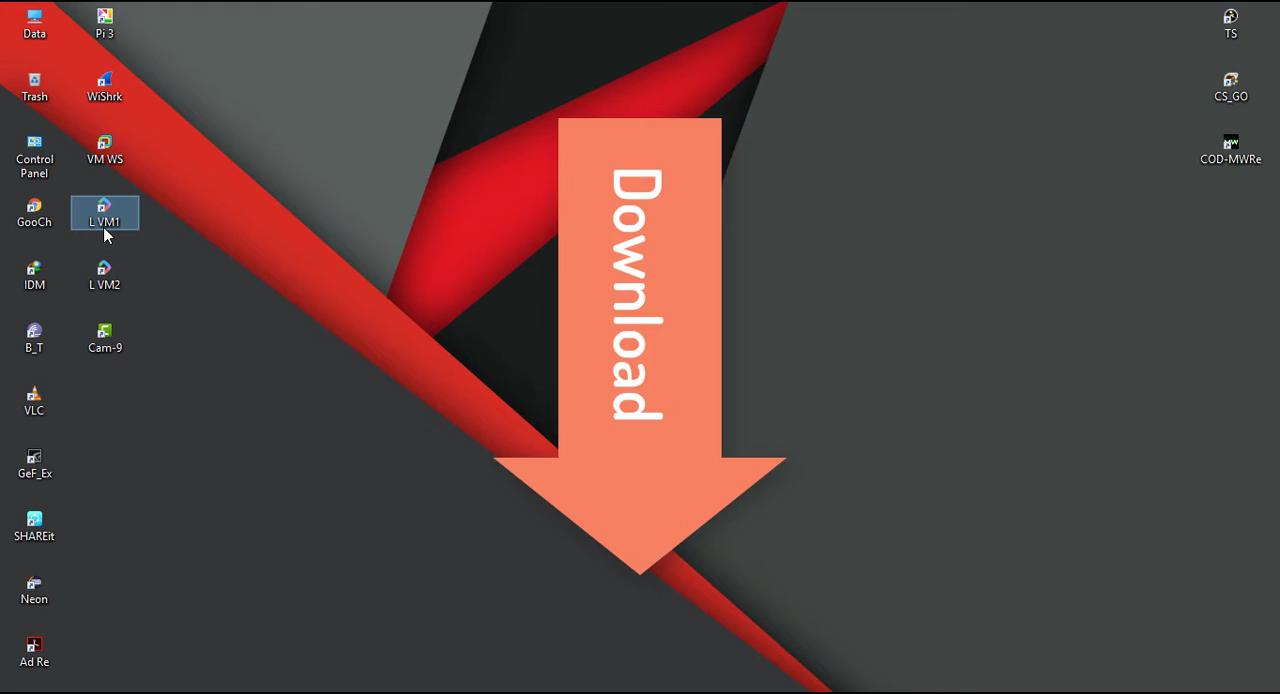 Data
Pi 3
Trash
WiShrk
Control
Panel
VM WS
GooCh
L VM1
IDM
L VM2
B_T
Cam-9
VLC
GeF_Ex
SHAREit
Neon
Ad Re
Download
TS
CS_GO
COD-MWRe
MW